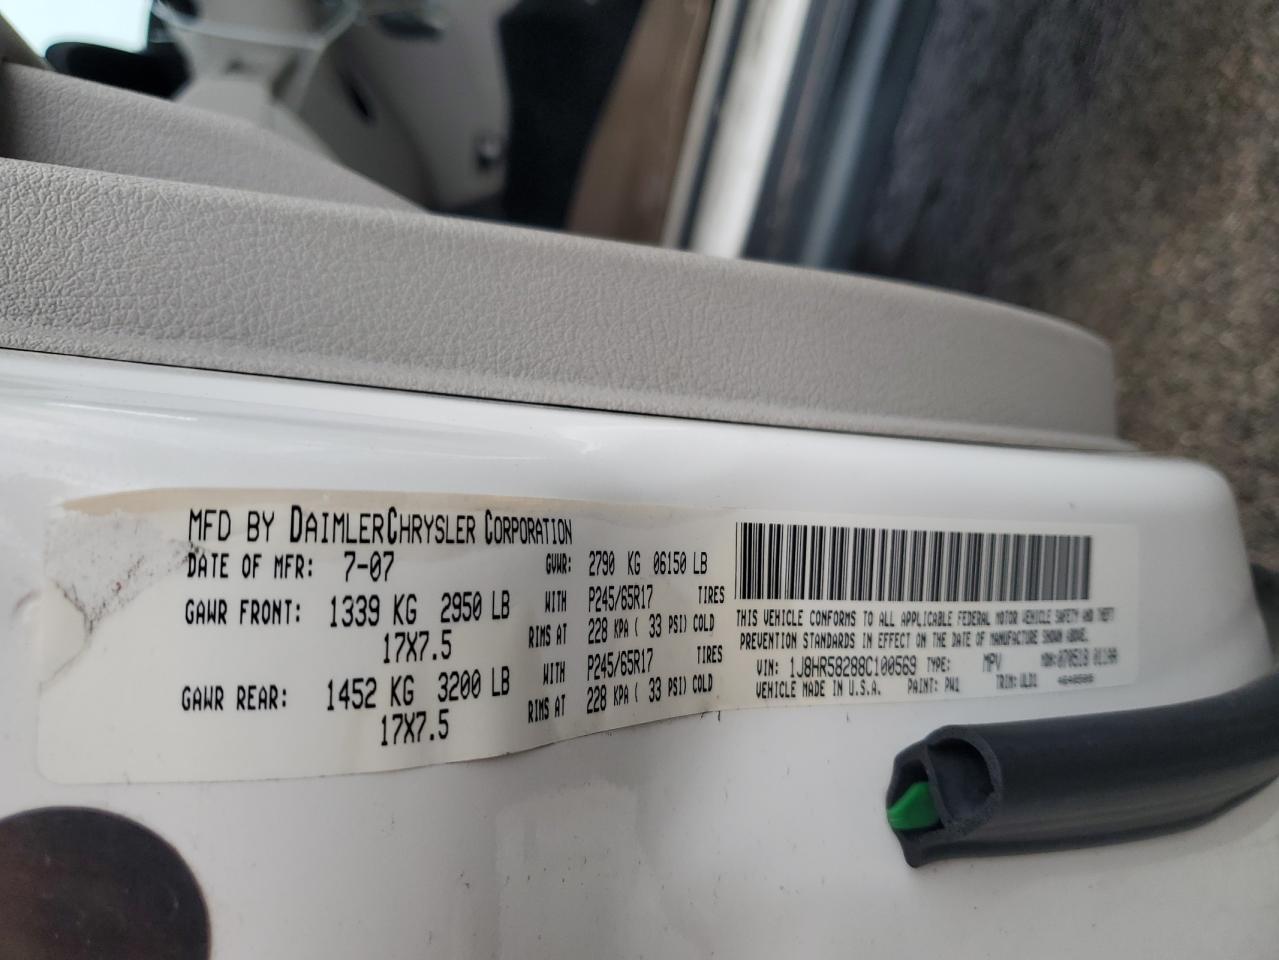 MFD BY DAIMLERCHRYSLER CORPORATION
DATE OF MFR: 7-07 GVWR: 2790 KG 06150 LB
GAWR FRONT: 1339 KG 2950 LB WITH P245/65R17 TIRES
17X7.5 RIMS AT 228 KPA ( 33 PSI) COLD
GAWR REAR: 1452 KG 3200 LB WITH P245/65R17 TIRES
17X7.5 RIMS AT 228 KPA ( 33 PSI) COLD
THIS VEHICLE CONFORMS TO ALL APPLICABLE FEDERAL MOTOR VEHICLE SAFETY AND THEFT
PREVENTION STANDARDS IN EFFECT ON THE DATE OF MANUFACTURE SHOWN ABOVE.
VIN: 1J8HR58288C100569 TYPE: MPV MDH: 070518 01
VEHICLE MADE IN U.S.A. PAINT: PW1 TRIM: